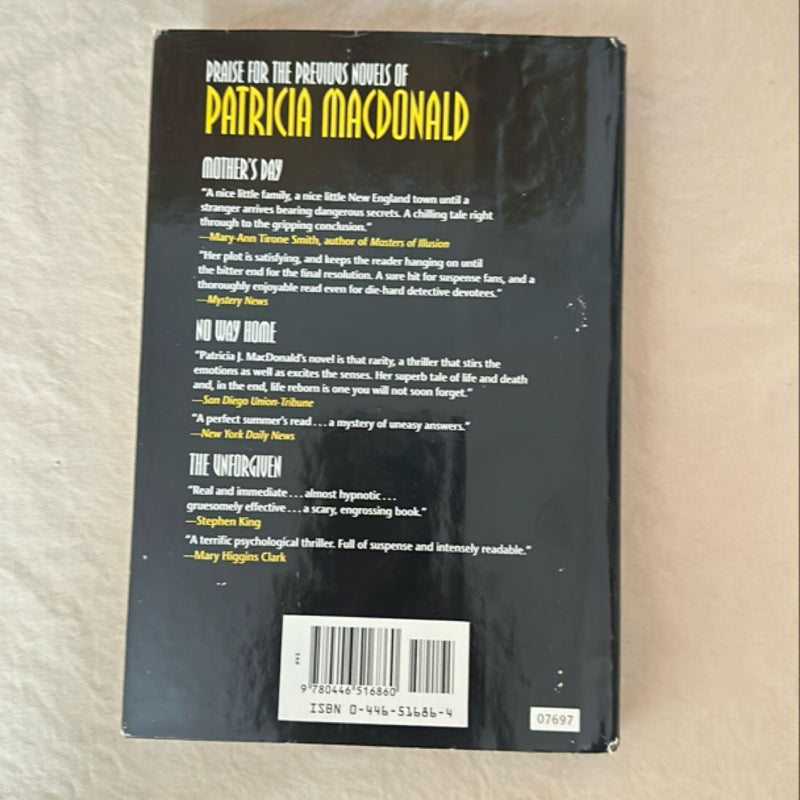 PRAISE FOR THE PREVIOUS NOVELS OF
PATRICIA MACDONALD
MOTHER'S DAY
"A nice little family, a nice little New England town until a
stranger arrives bearing dangerous secrets. A chilling tale right
through to the gripping conclusion."
—Mary-Ann Tirone Smith, author of Masters of Illusion
"Her plot is satisfying, and keeps the reader hanging on until
the bitter end for the final resolution. A sure hit for suspense fans, and a
thoroughly enjoyable read even for die-hard detective devotees."
—Mystery News
NO WAY HOME
"Patricia J. MacDonald's novel is that rarity, a thriller that stirs the
emotions as well as excites the senses. Her superb tale of life and death
and, in the end, life reborn is one you will not soon forget."
—San Diego Union-Tribune
"A perfect summer's read...a mystery of uneasy answers."
—New York Daily News
THE UNFORGIVEN
"Real and immediate...almost hypnotic...
gruesomely effective...a scary, engrossing book."
—Stephen King
"A terrific psychological thriller. Full of suspense and intensely readable."
—Mary Higgins Clark
EAN
9 780446 516860
ISBN 0-446-51686-4
07697